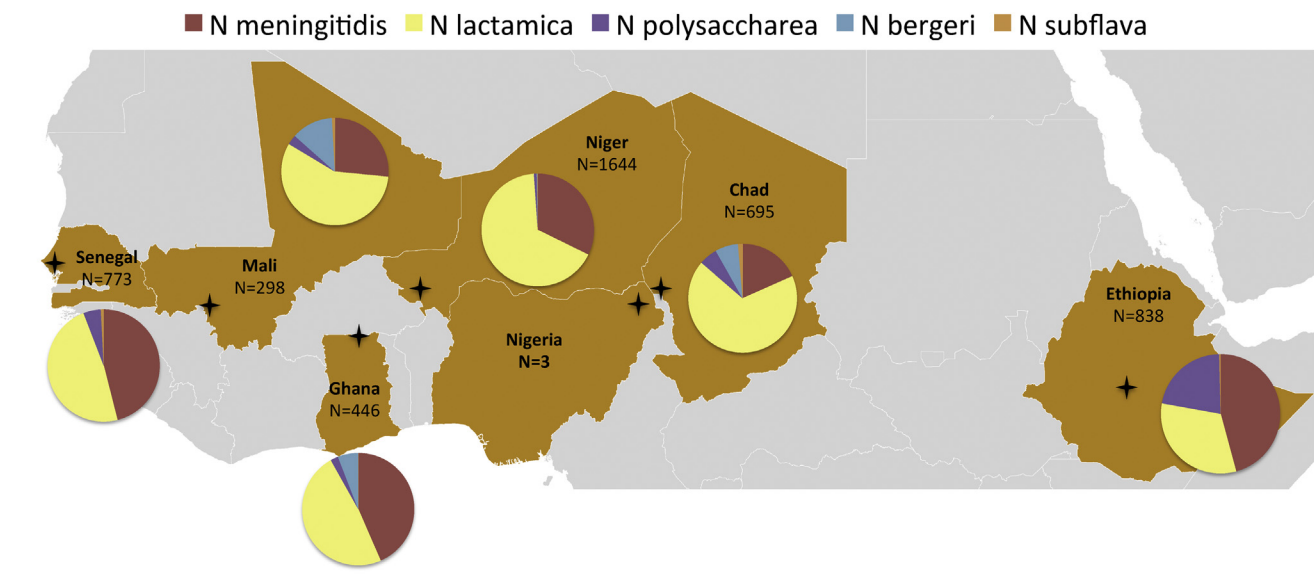 N meningitidis N lactamica N polysaccharea N bergeri N subflava
Niger
N=1644
Chad
N=695
Senegal
N=773
Mali
N=298
Ethiopia
N=838
Nigeria
N=3
Ghana
N=446